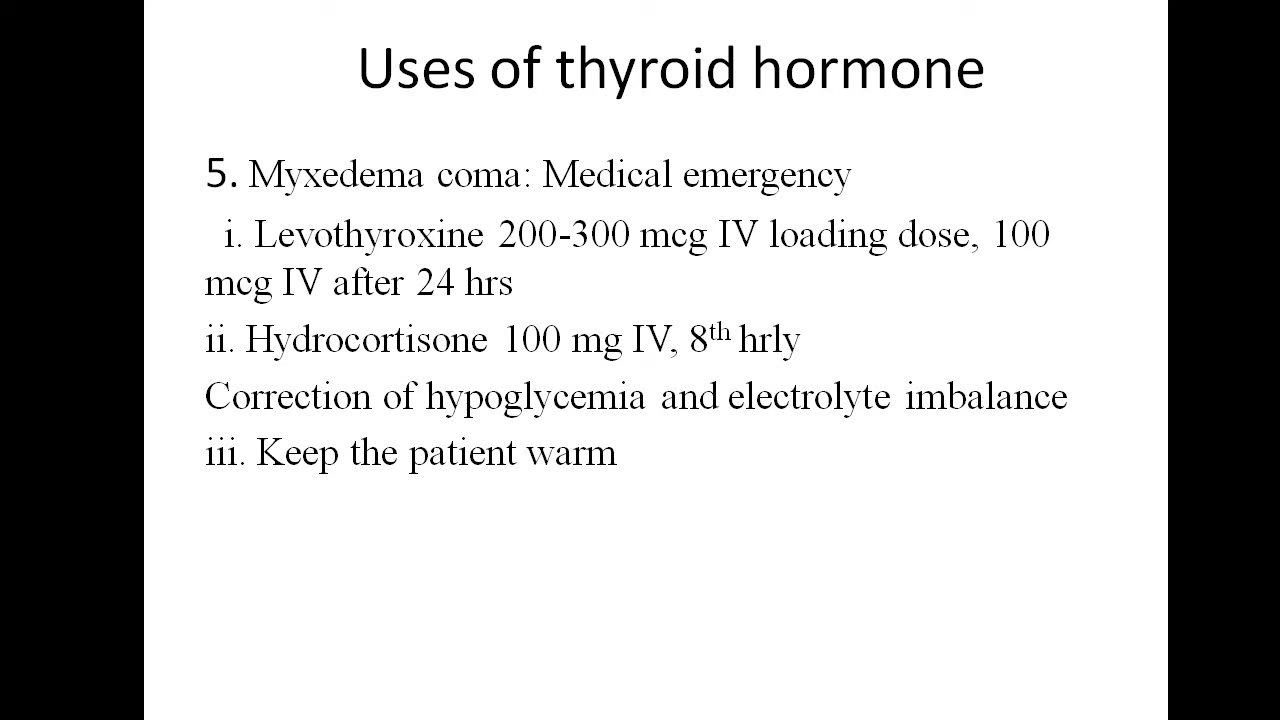 Uses of thyroid hormone
5. Myxedema coma: Medical emergency
i. Levothyroxine 200-300 mcg IV loading dose, 100
mcg IV after 24 hrs
ii. Hydrocortisone 100 mg IV, 8th hrly
Correction of hypoglycemia and electrolyte imbalance
iii. Keep the patient warm